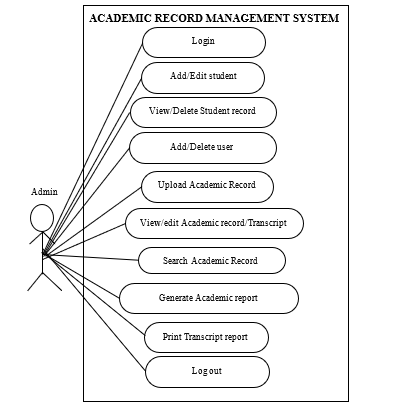 ACADEMIC RECORD MANAGEMENT SYSTEM
Login
Add/Edit student
View/Delete Student record
Add/Delete user
Admin
Upload Academic Record
View/edit Academic record/Transcript
Search Academic Record
Generate Academic report
Print Transcript report
Log out